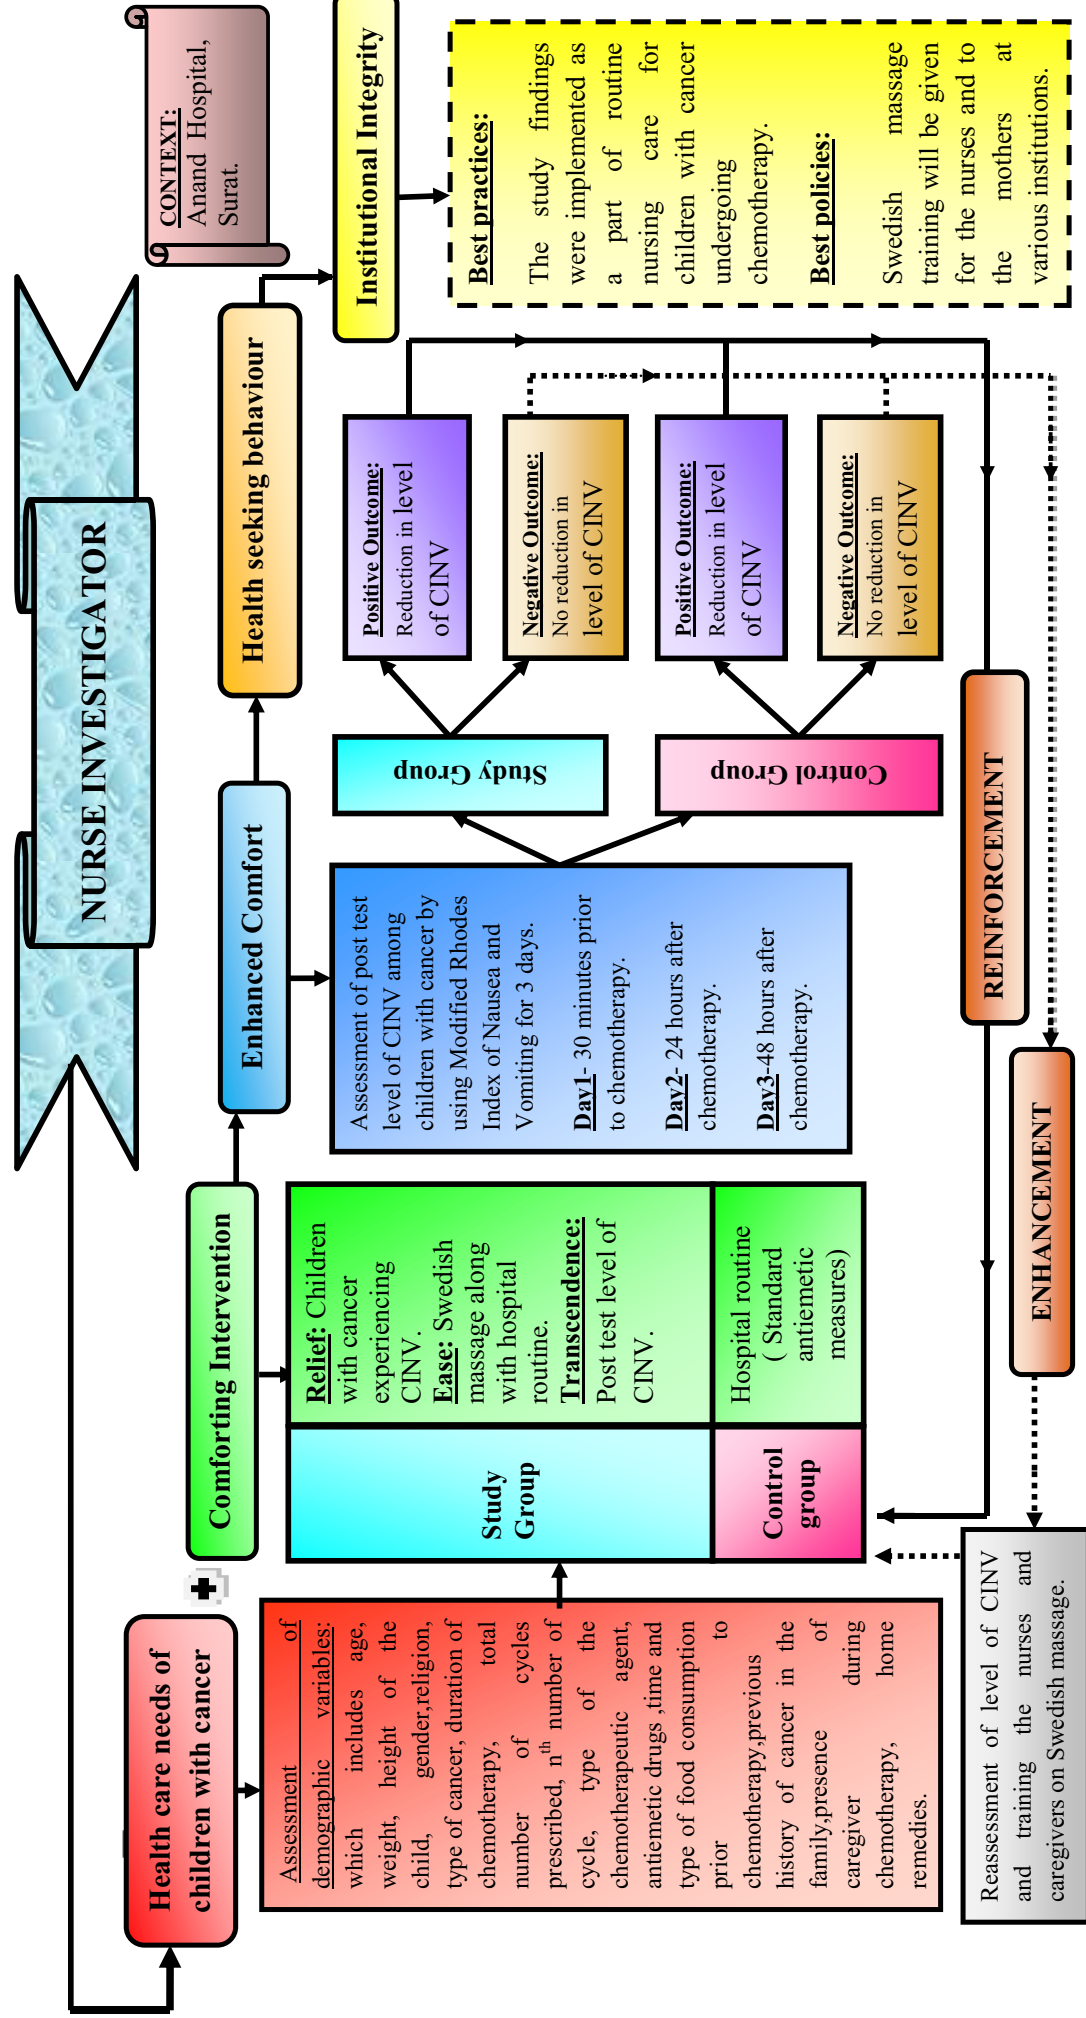 NURSE INVESTIGATOR
CONTEXT:
Anand Hospital,
Surat.
Health care needs of
children with cancer
Comforting Intervention
Enhanced Comfort
Health seeking behaviour
Institutional Integrity
Assessment of
demographic variables:
which includes age,
weight, height of the
child, gender,religion,
type of cancer, duration of
chemotherapy, total
number of cycles
prescribed, nth number of
cycle, type of the
chemotherapeutic agent,
antiemetic drugs ,time and
type of food consumption
prior to
chemotherapy,previous
history of cancer in the
family,presence of
caregiver during
chemotherapy, home
remedies.
Study
Group
Relief: Children
with cancer
experiencing
CINV.
Ease: Swedish
massage along
with hospital
routine.
Transcendence:
Post test level of
CINV.
Control
group
Hospital routine
( Standard
antiemetic
measures)
Assessment of post test
level of CINV among
children with cancer by
using Modified Rhodes
Index of Nausea and
Vomiting for 3 days.
Day1- 30 minutes prior
to chemotherapy.
Day2- 24 hours after
chemotherapy.
Day3-48 hours after
chemotherapy.
Study Group
Control Group
Positive Outcome:
Reduction in level
of CINV
Negative Outcome:
No reduction in
level of CINV
Positive Outcome:
Reduction in level
of CINV
Negative Outcome:
No reduction in
level of CINV
Best practices:
The study findings
were implemented as
a part of routine
nursing care for
children with cancer
undergoing
chemotherapy.
Best policies:
Swedish massage
training will be given
for the nurses and to
the mothers at
various institutions.
REINFORCEMENT
ENHANCEMENT
Reassessment of level of CINV
and training the nurses and
caregivers on Swedish massage.